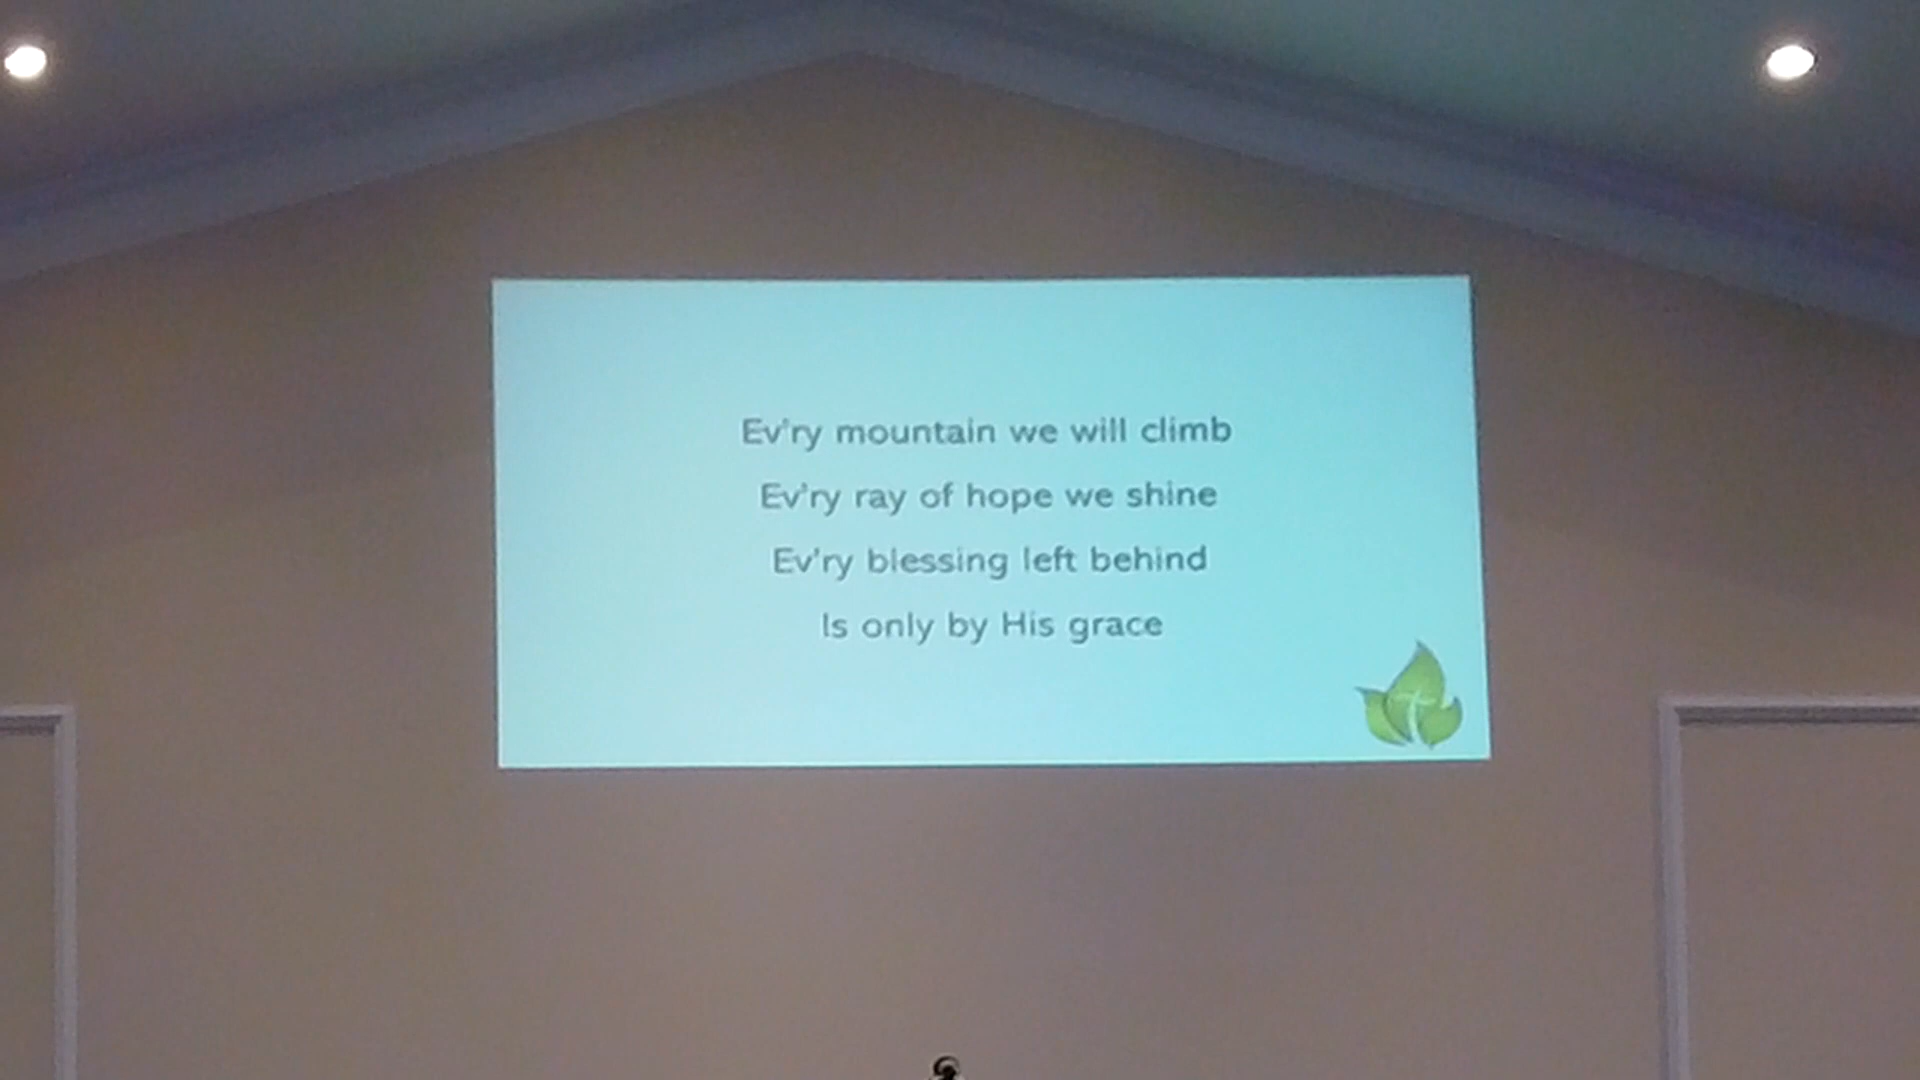 Ev'ry mountain we will climb
Ev'ry ray of hope we shine
Ev'ry blessing left behind
Is only by His grace